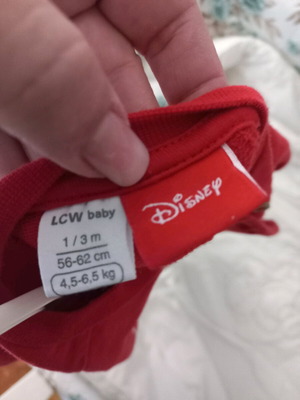 LCW baby
1 / 3 m
56-62 cm
4,5-6,5 kg
Disney